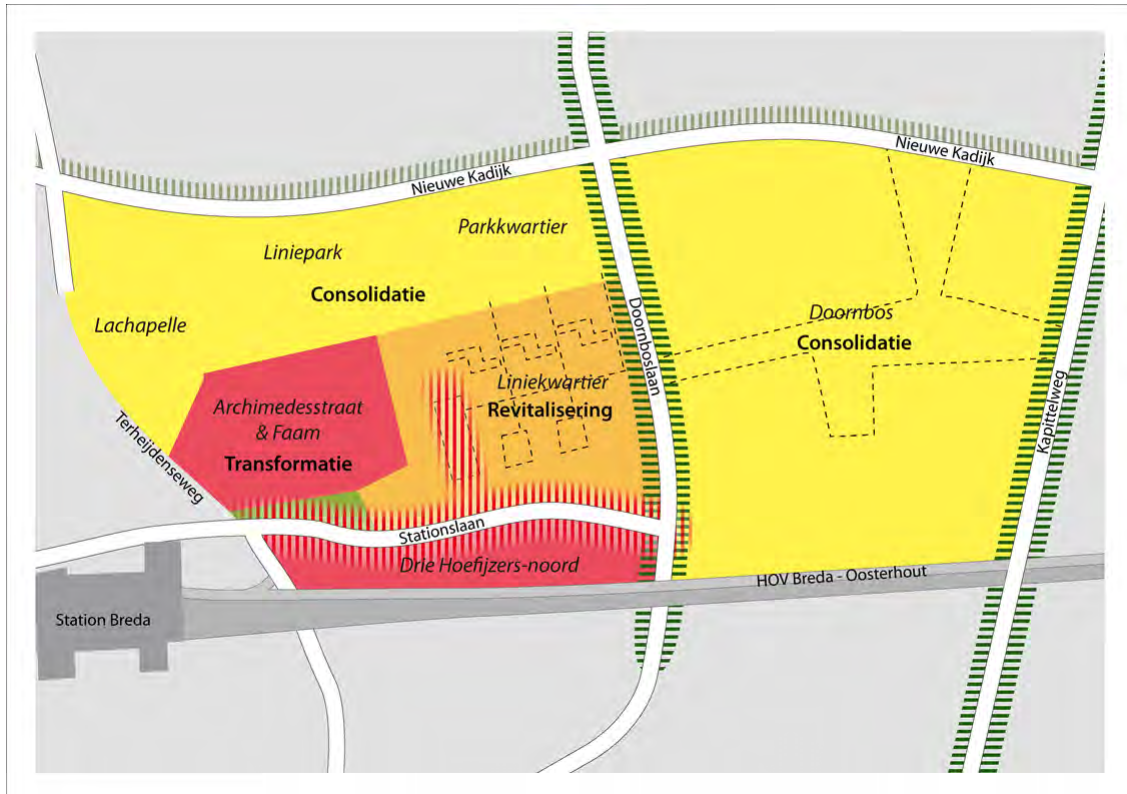 Nieuwe Kadijk
Nieuwe Kadijk
Parkkwartier
Liniepark
Consolidatie
Lachapelle
Doornboslaan
Doornbos
Consolidatie
Liniekwartier
Revitalisering
Archimedesstraat
& Faam
Transformatie
Kapittelweg
Terheijdenseweg
Stationslaan
Drie Hoefijzers-noord
HOV Breda - Oosterhout
Station Breda